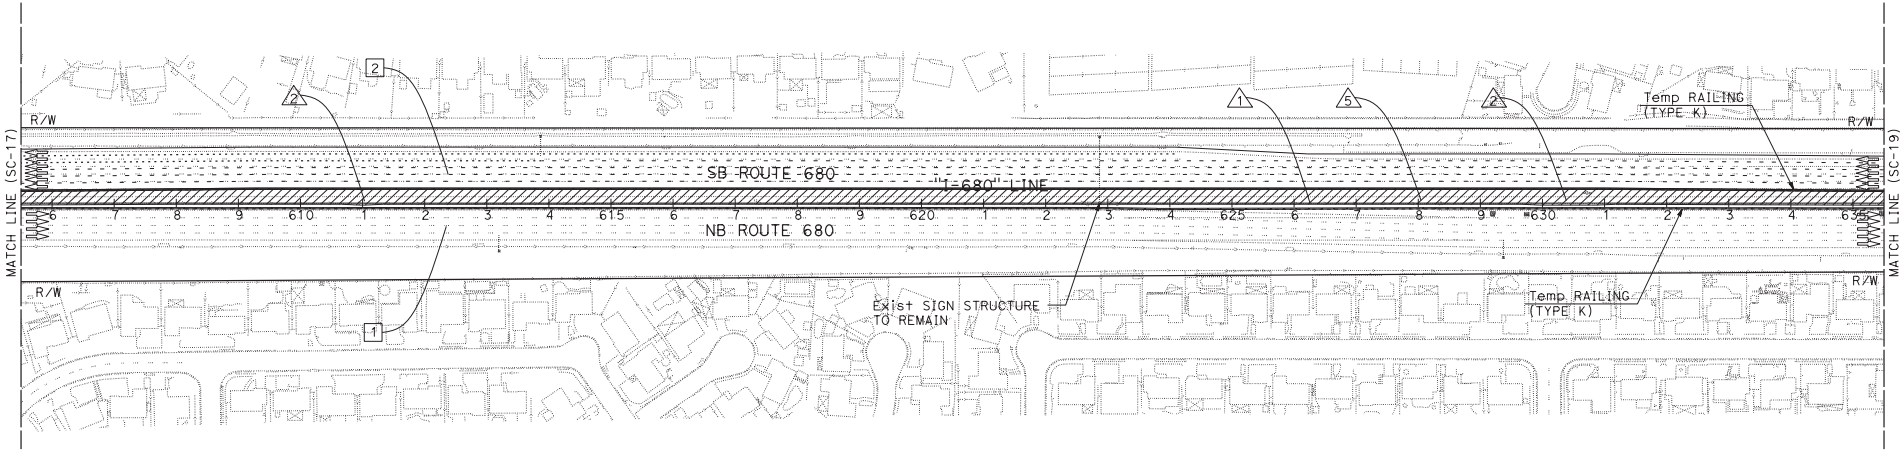 2
2
1
5
2
Temp RAILING
(TYPE K)
R/W
R/W
MATCH LINE (SC-17)
MATCH LINE (SC-19)
SB ROUTE 680
"I-680" LINE
6 7 8 9 610 1 2 3 4 615 6 7 8 9 620 1 2 3 4 625 6 7 8 9 630 1 2 3 4 635
NB ROUTE 680
R/W
R/W
Exist SIGN STRUCTURE
TO REMAIN
Temp RAILING
(TYPE K)
1